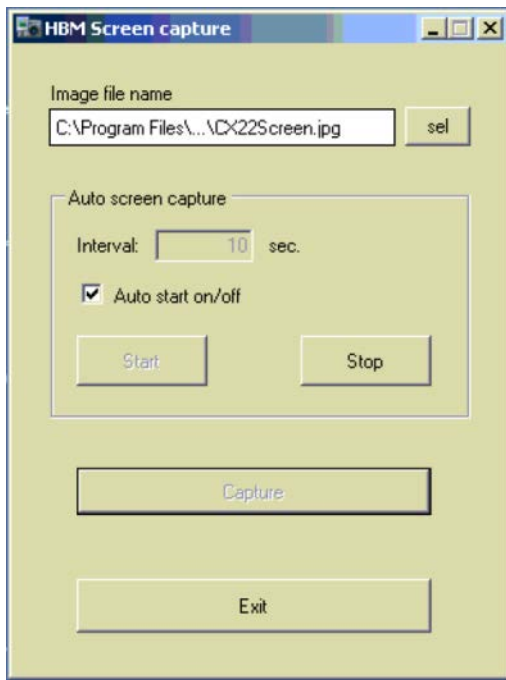 HBM Screen capture
Image file name
C:\Program Files\...\CX22Screen.jpg sel
Auto screen capture
Interval: 10 sec.
Auto start on/off
Start Stop
Capture
Exit